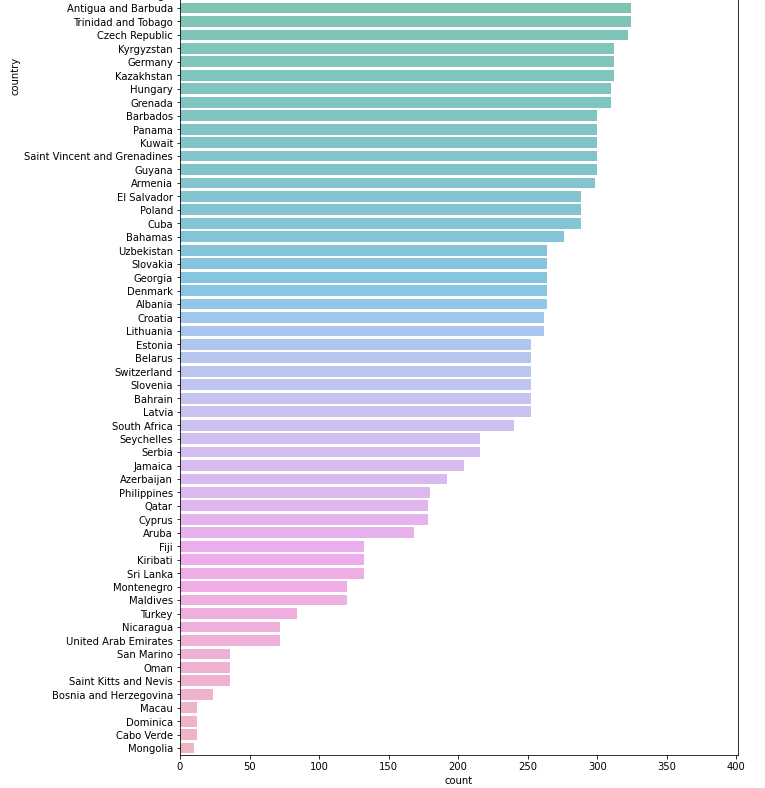 Antigua and Barbuda
Trinidad and Tobago
Czech Republic
Kyrgyzstan
Germany
Kazakhstan
Hungary
Grenada
Barbados
Panama
Kuwait
Saint Vincent and Grenadines
Guyana
Armenia
El Salvador
Poland
Cuba
Bahamas
Uzbekistan
Slovakia
Georgia
Denmark
Albania
Croatia
Lithuania
Estonia
Belarus
Switzerland
Slovenia
Bahrain
Latvia
South Africa
Seychelles
Serbia
Jamaica
Azerbaijan
Philippines
Qatar
Cyprus
Aruba
Fiji
Kiribati
Sri Lanka
Montenegro
Maldives
Turkey
Nicaragua
United Arab Emirates
San Marino
Oman
Saint Kitts and Nevis
Bosnia and Herzegovina
Macau
Dominica
Cabo Verde
Mongolia
country
0 50 100 150 200 250 300 350 400
count